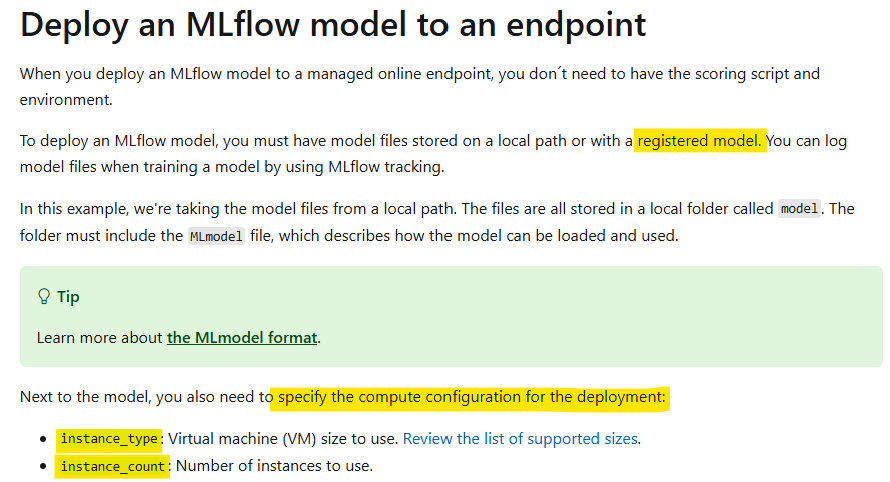 Deploy an MLflow model to an endpoint
When you deploy an MLflow model to a managed online endpoint, you don´t need to have the scoring script and
environment.
To deploy an MLflow model, you must have model files stored on a local path or with a registered model. You can log
model files when training a model by using MLflow tracking.
In this example, we're taking the model files from a local path. The files are all stored in a local folder called model. The
folder must include the MLmodel file, which describes how the model can be loaded and used.
Tip
Learn more about the MLmodel format.
Next to the model, you also need to specify the compute configuration for the deployment:
• instance_type: Virtual machine (VM) size to use. Review the list of supported sizes.
• instance_count: Number of instances to use.